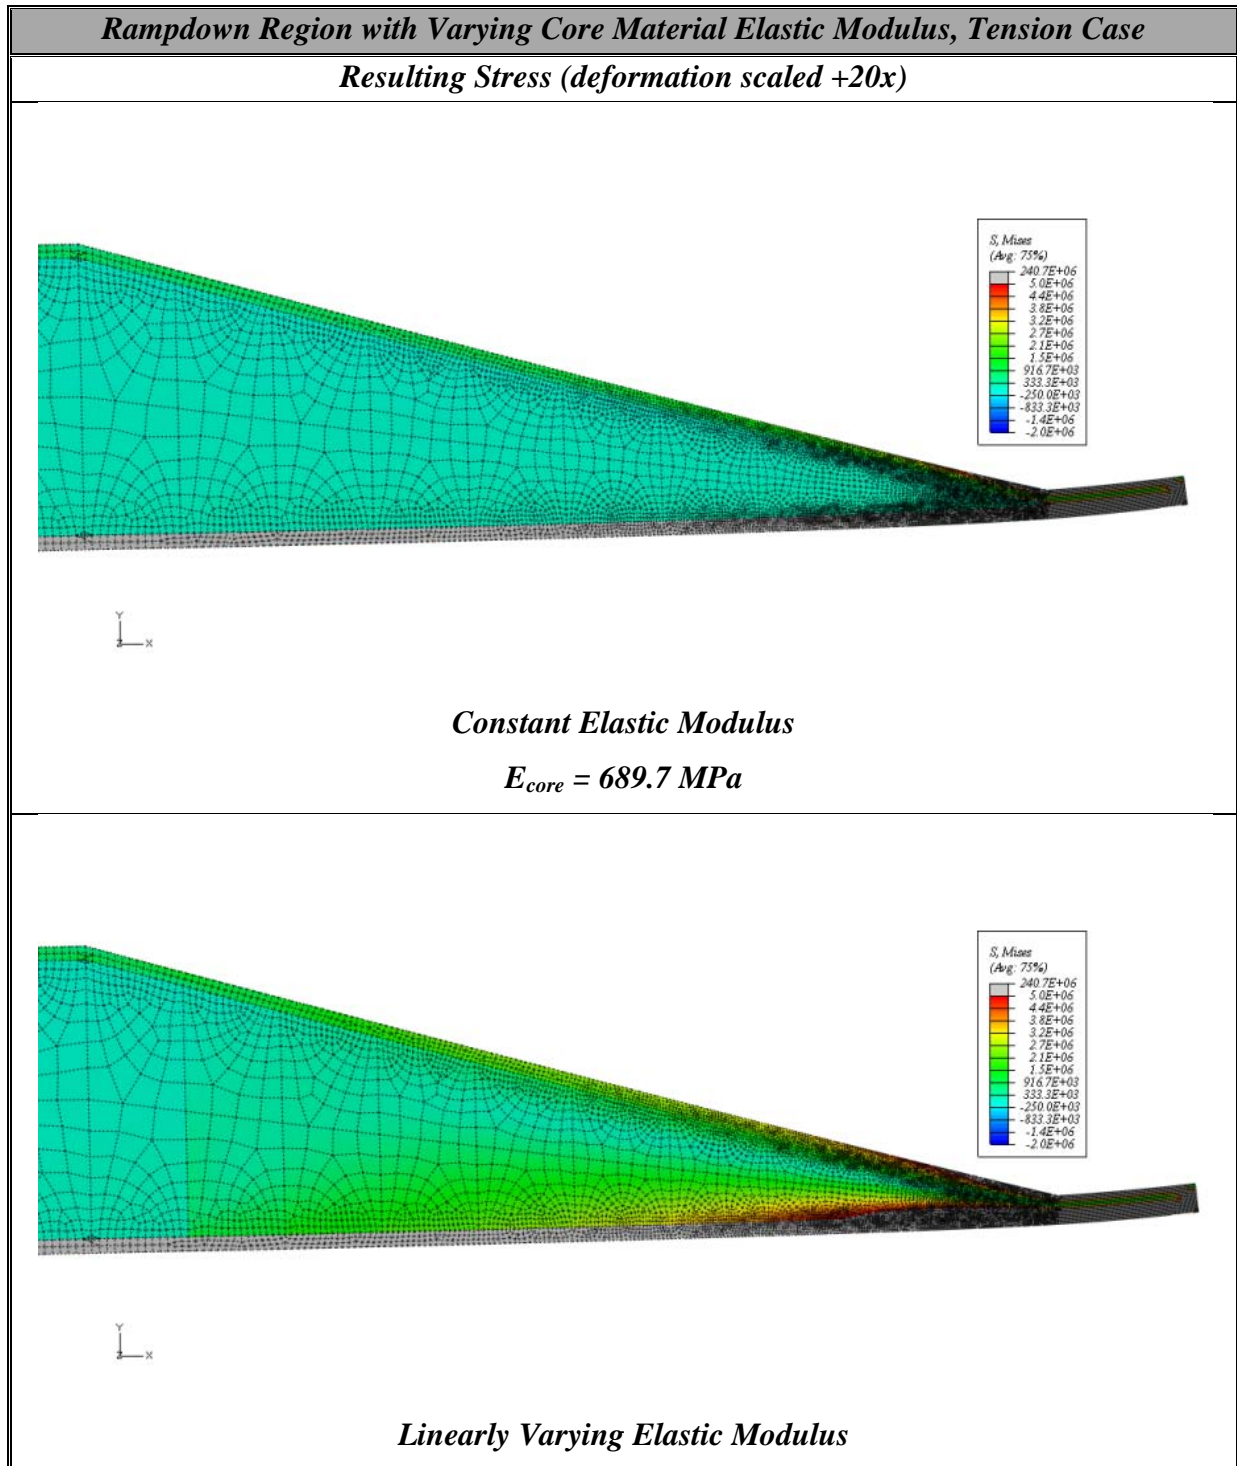 Rampdown Region with Varying Core Material Elastic Modulus, Tension Case
Resulting Stress (deformation scaled +20x)
S, Mises
(Avg: 75%)
240.7E+06
5.0E+06
4.4E+06
3.8E+06
3.2E+06
2.7E+06
2.1E+06
1.5E+06
916.7E+03
333.3E+03
-250.0E+03
-833.3E+03
-1.4E+06
-2.0E+06
Y
Z X
Constant Elastic Modulus
Ecore = 689.7 MPa
S, Mises
(Avg: 75%)
240.7E+06
5.0E+06
4.4E+06
3.8E+06
3.2E+06
2.7E+06
2.1E+06
1.5E+06
916.7E+03
333.3E+03
-250.0E+03
-833.3E+03
-1.4E+06
-2.0E+06
Y
Z X
Linearly Varying Elastic Modulus